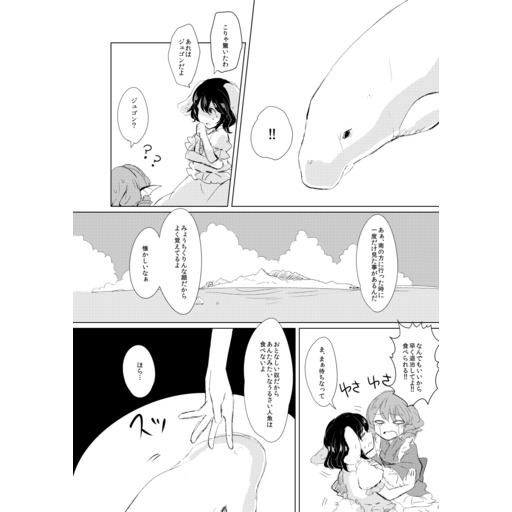 !!
こりゃ驚いたわ
あれは
ジュゴンだよ
ジュゴン?
???
あぁ、南の方に行った時に
一度だけ見た事があるんだ
みょうちくりんな顔だから
よく覚えてるよ
懐かしいなぁ
なんでもいいから
早く退治してよ!!
食べられる!!
ゆさ ゆさ
ま、まぁ待ちなって
おとなしい奴だから
あんたみたいなうるさい人魚は
食べないよ
ほら…
スッ